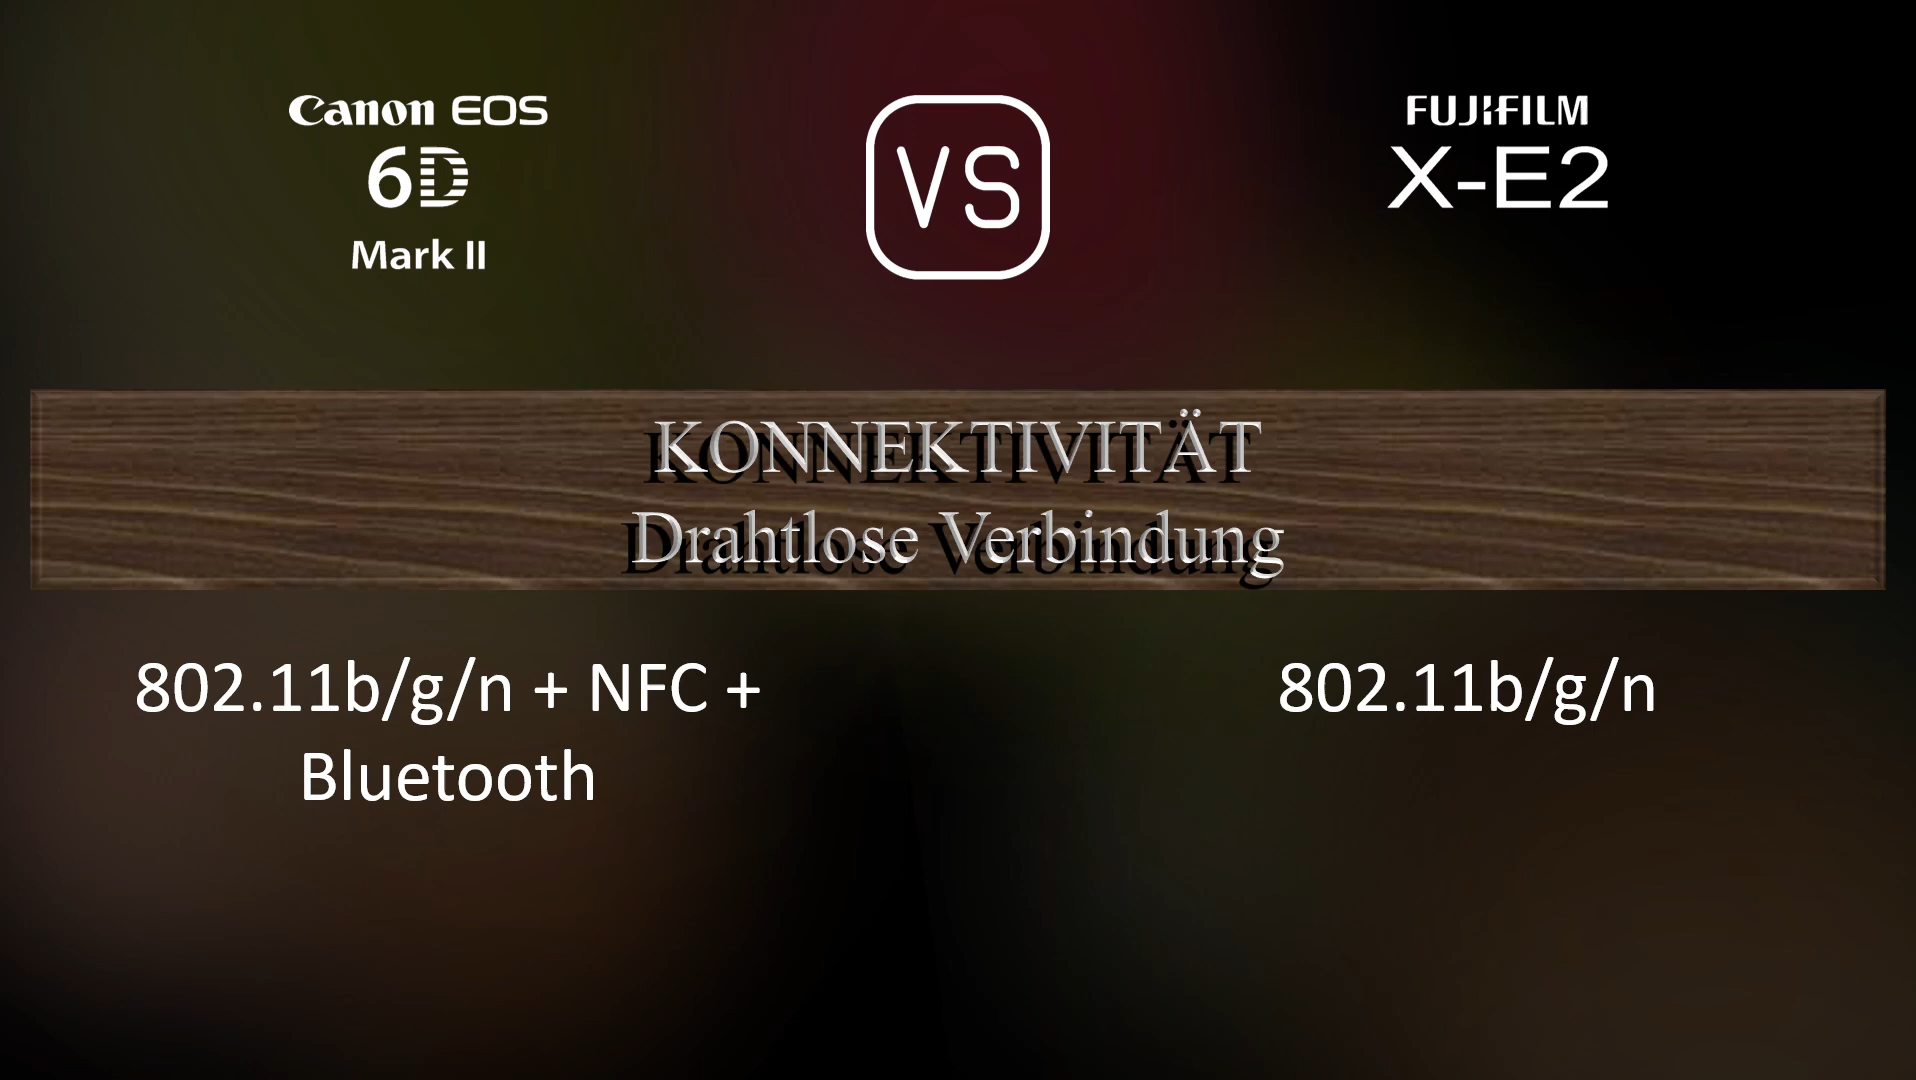 Canon EOS
6D
Mark II
VS
FUJIFILM
X-E2
KONNEKTIVITÄT
Drahtlose Verbindung
802.11b/g/n + NFC +
Bluetooth
802.11b/g/n